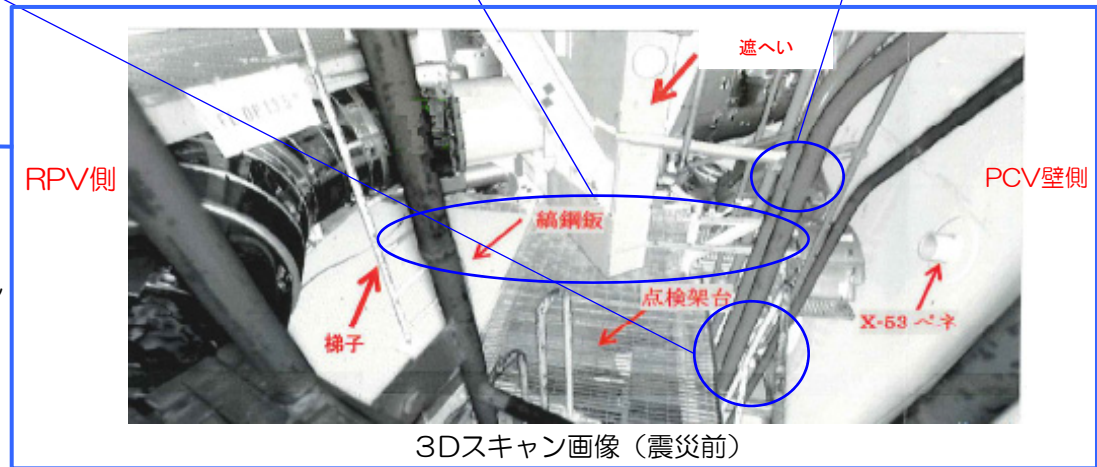 遮へい
RPV側
PCV壁側
縞鋼鈑
点検架台
X-53 ペネ
梯子
3Dスキャン画像（震災前）